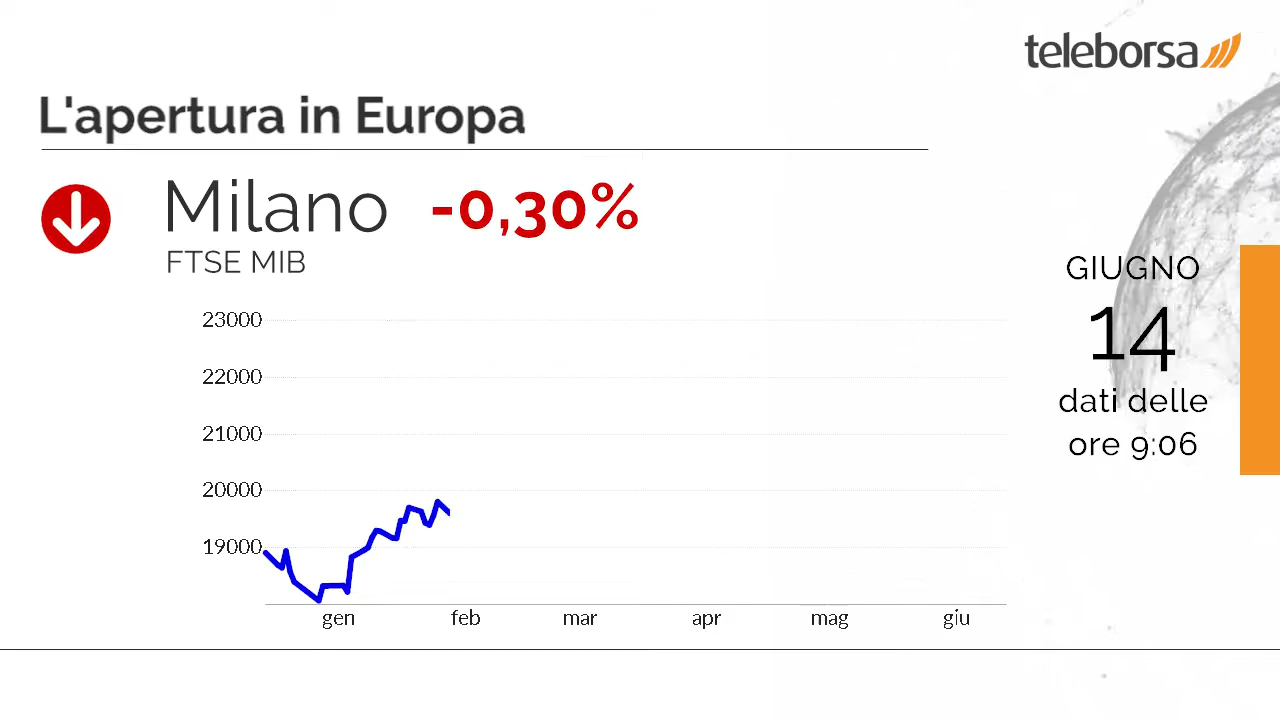 teleborsa
L'apertura in Europa
Milano -0,30%
FTSE MIB
GIUGNO
14
dati delle
ore 9:06
23000
22000
21000
20000
19000
gen feb mar apr mag giu